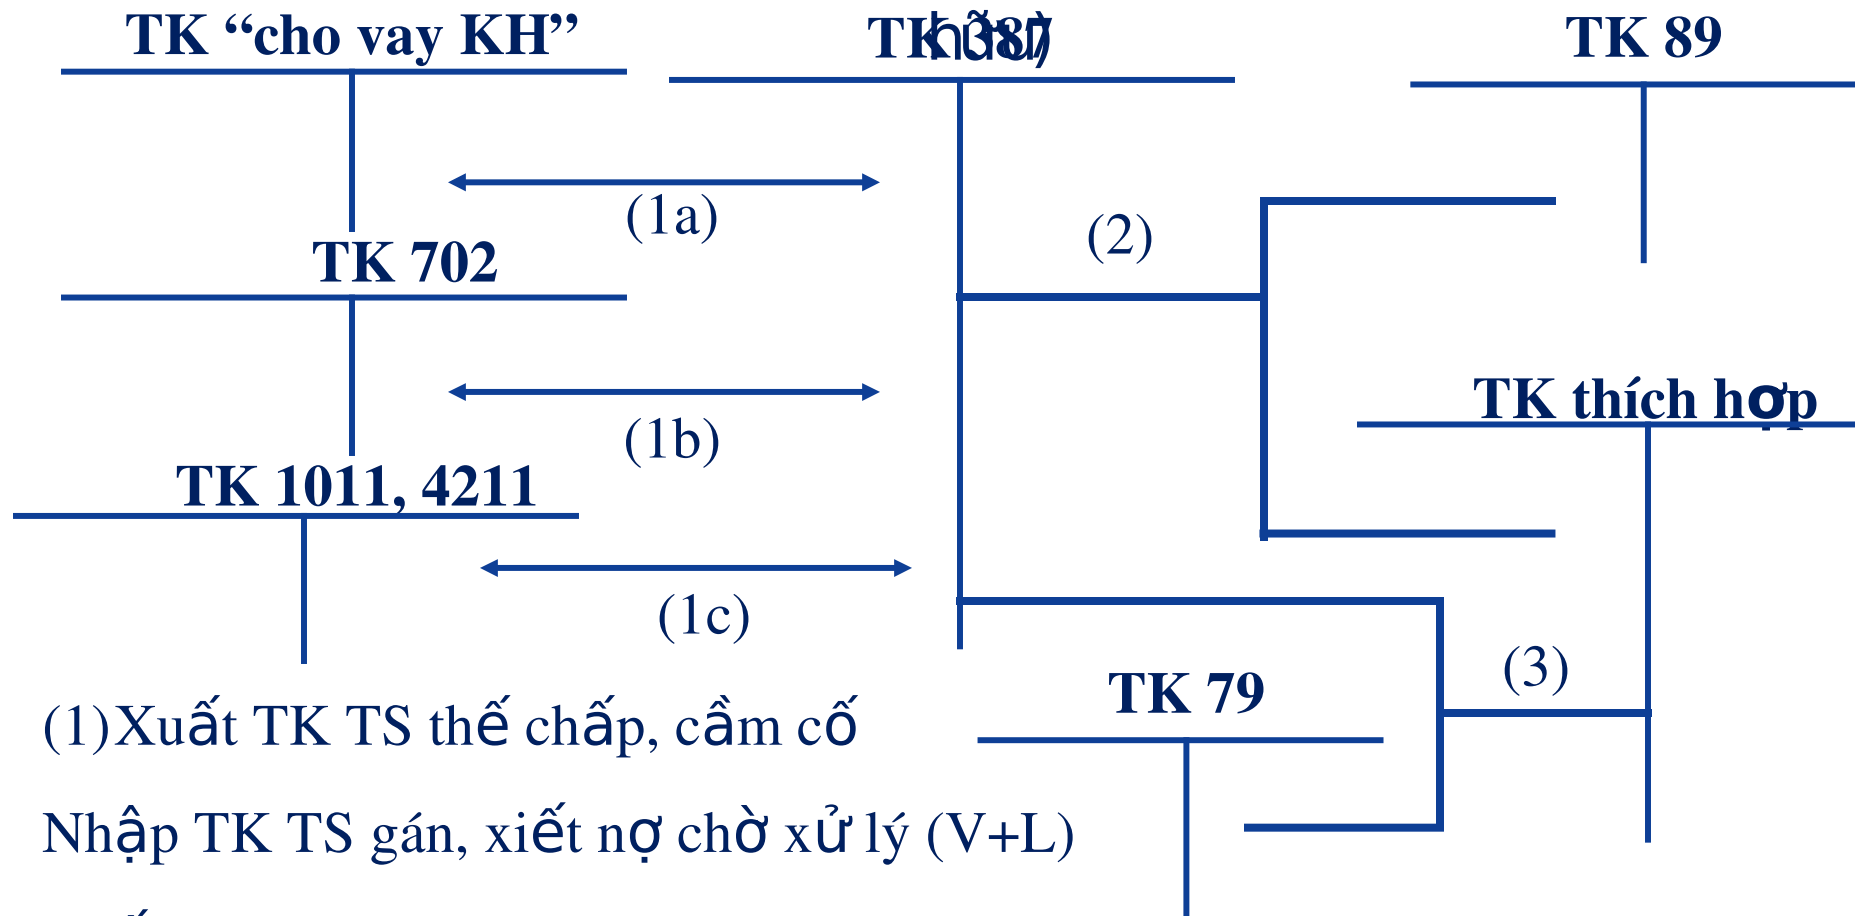 TK “cho vay KH”
TK 387
hữu)
TK 89
(1a)
(2)
TK 702
TK thích hợp
(1b)
TK 1011, 4211
(1c)
(3)
TK 79
(1)Xuất TK TS thế chấp, cầm cố
Nhập TK TS gán, xiết nợ chờ xử lý (V+L)